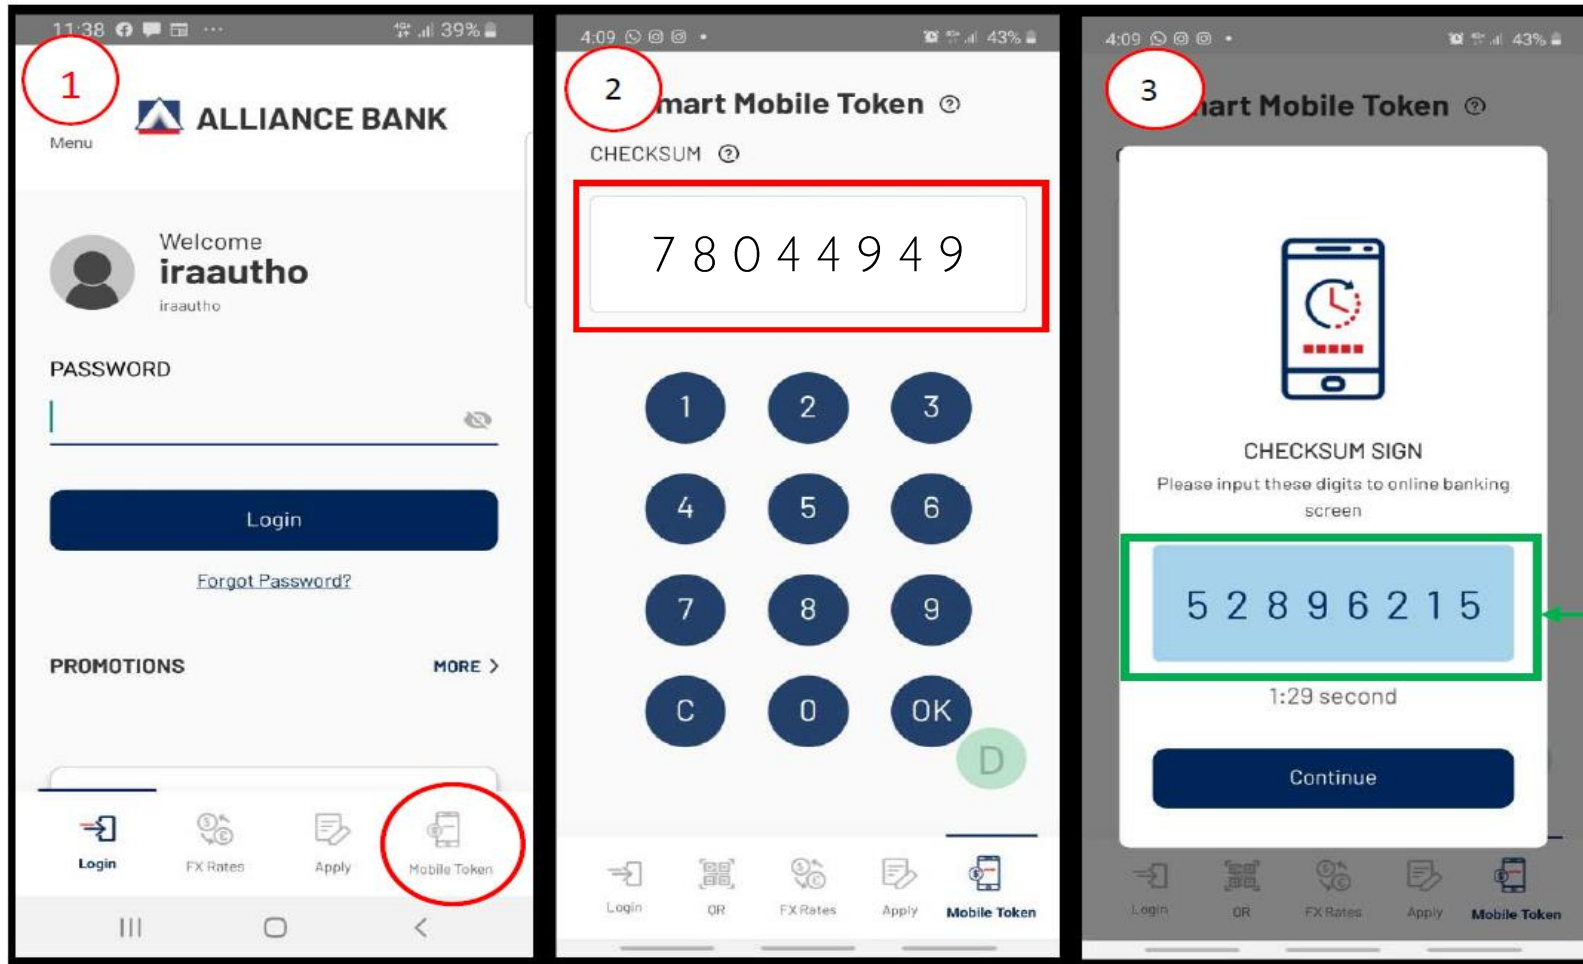 11:38 ... 39%
1
ALLIANCE BANK
Menu
Welcome
iraautho
iraautho
PASSWORD
Login
Forgot Password?
PROMOTIONS MORE >
Login FX Rates Apply Mobile Token
4:09 43%
2
mart Mobile Token ?
CHECKSUM ?
7 8 0 4 4 9 4 9
1 2 3
4 5 6
7 8 9
C 0 OK
D
Login QR FX Rates Apply Mobile Token
4:09 43%
3
art Mobile Token ?
CHECKSUM SIGN
Please input these digits to online banking
screen
5 2 8 9 6 2 1 5
1:29 second
Continue
Login QR FX Rates Apply Mobile Token